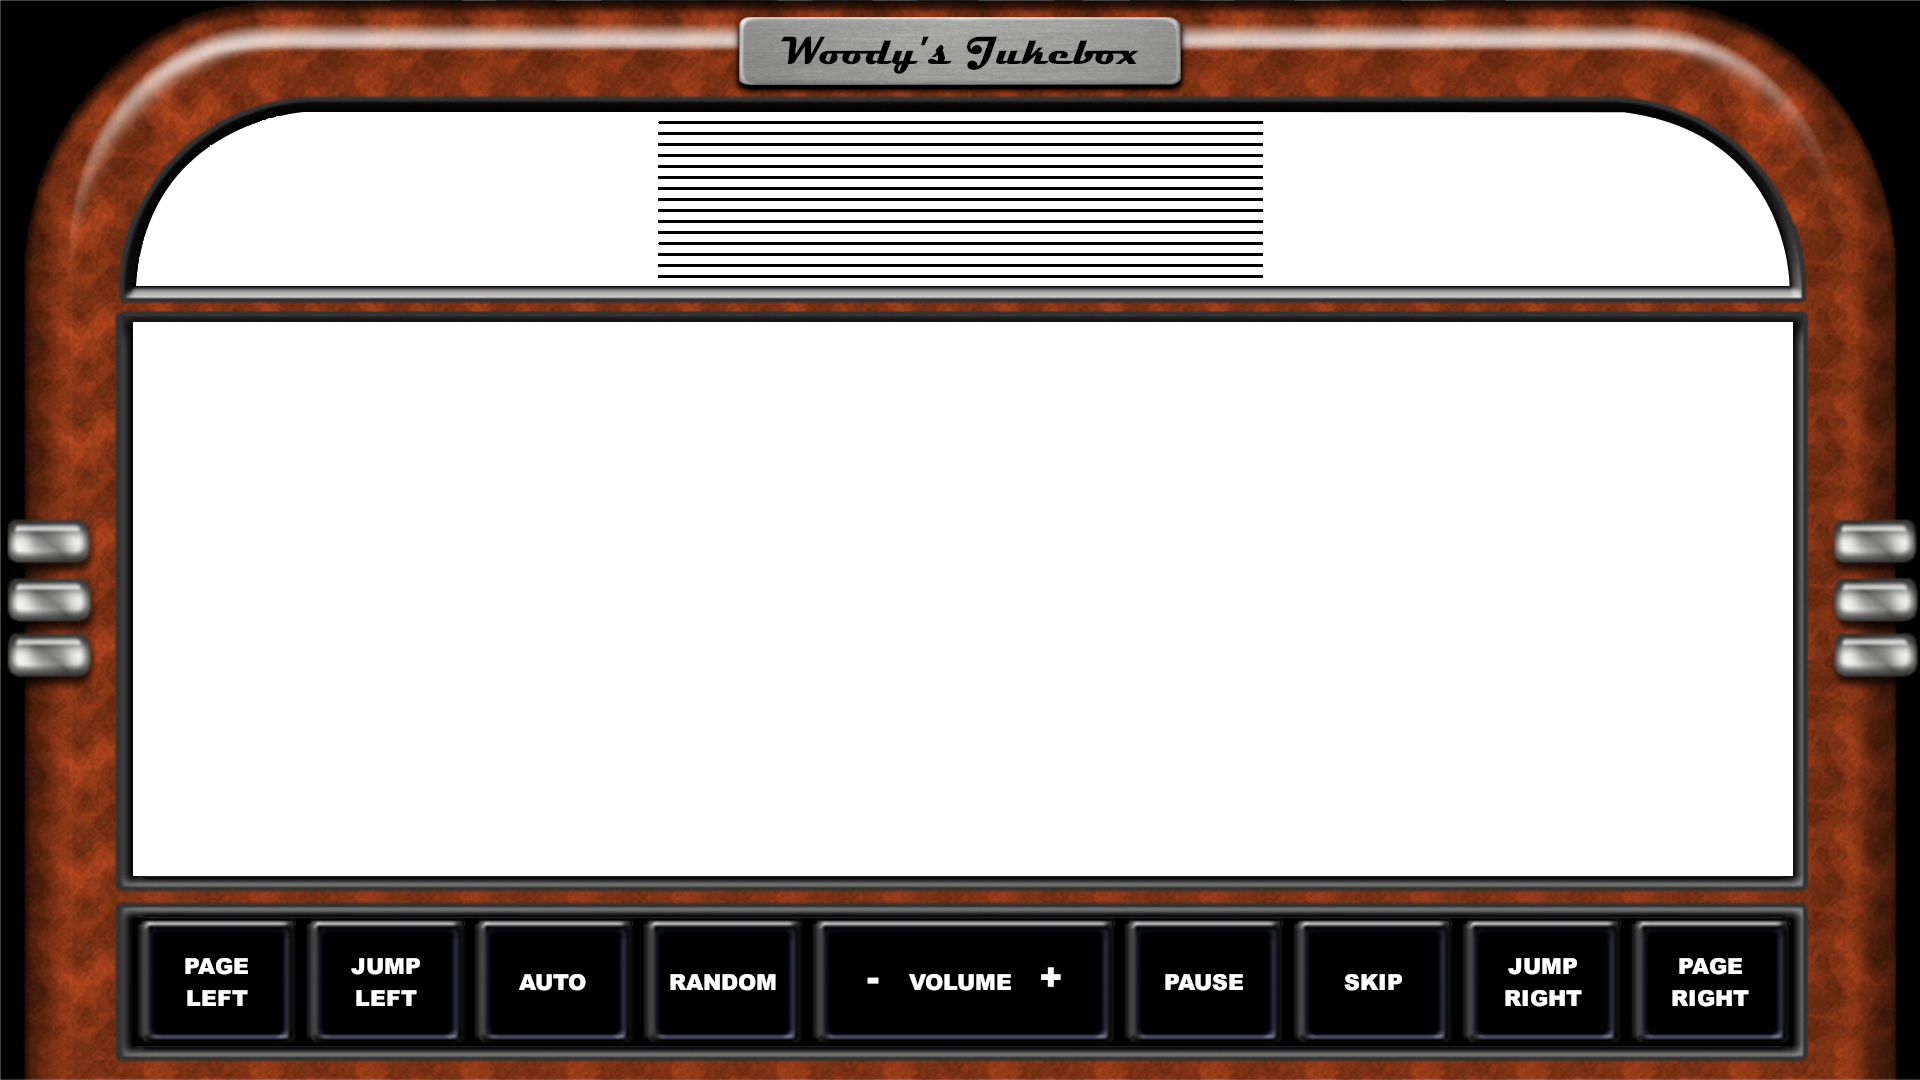 Woody's Jukebox
PAGE
LEFT
JUMP
LEFT
AUTO
RANDOM
- VOLUME +
PAUSE
SKIP
JUMP
RIGHT
PAGE
RIGHT